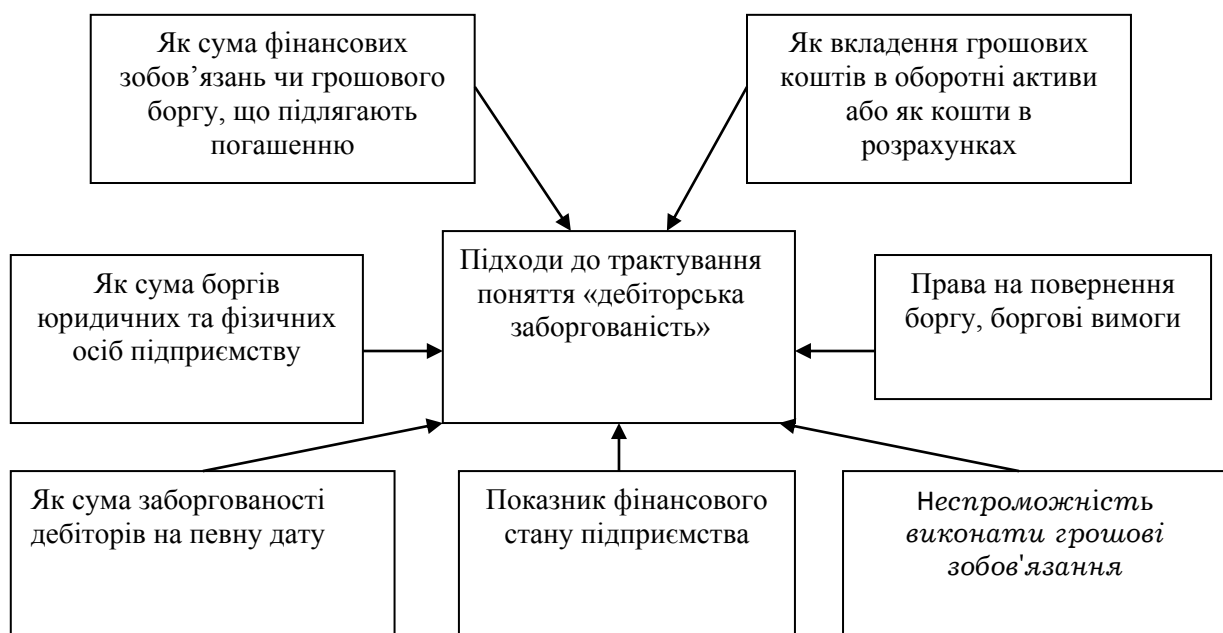 Як сума фінансових
зобов’язань чи грошового
боргу, що підлягають
погашенню
Як вкладення грошових
коштів в оборотні активи
або як кошти в
розрахунках
Як сума боргів
юридичних та фізичних
осіб підприємству
Підходи до трактування
поняття «дебіторська
заборгованість»
Права на повернення
боргу, боргові вимоги
Як сума заборгованості
дебіторів на певну дату
Показник фінансового
стану підприємства
Неспроможність
виконати грошові
зобов'язання